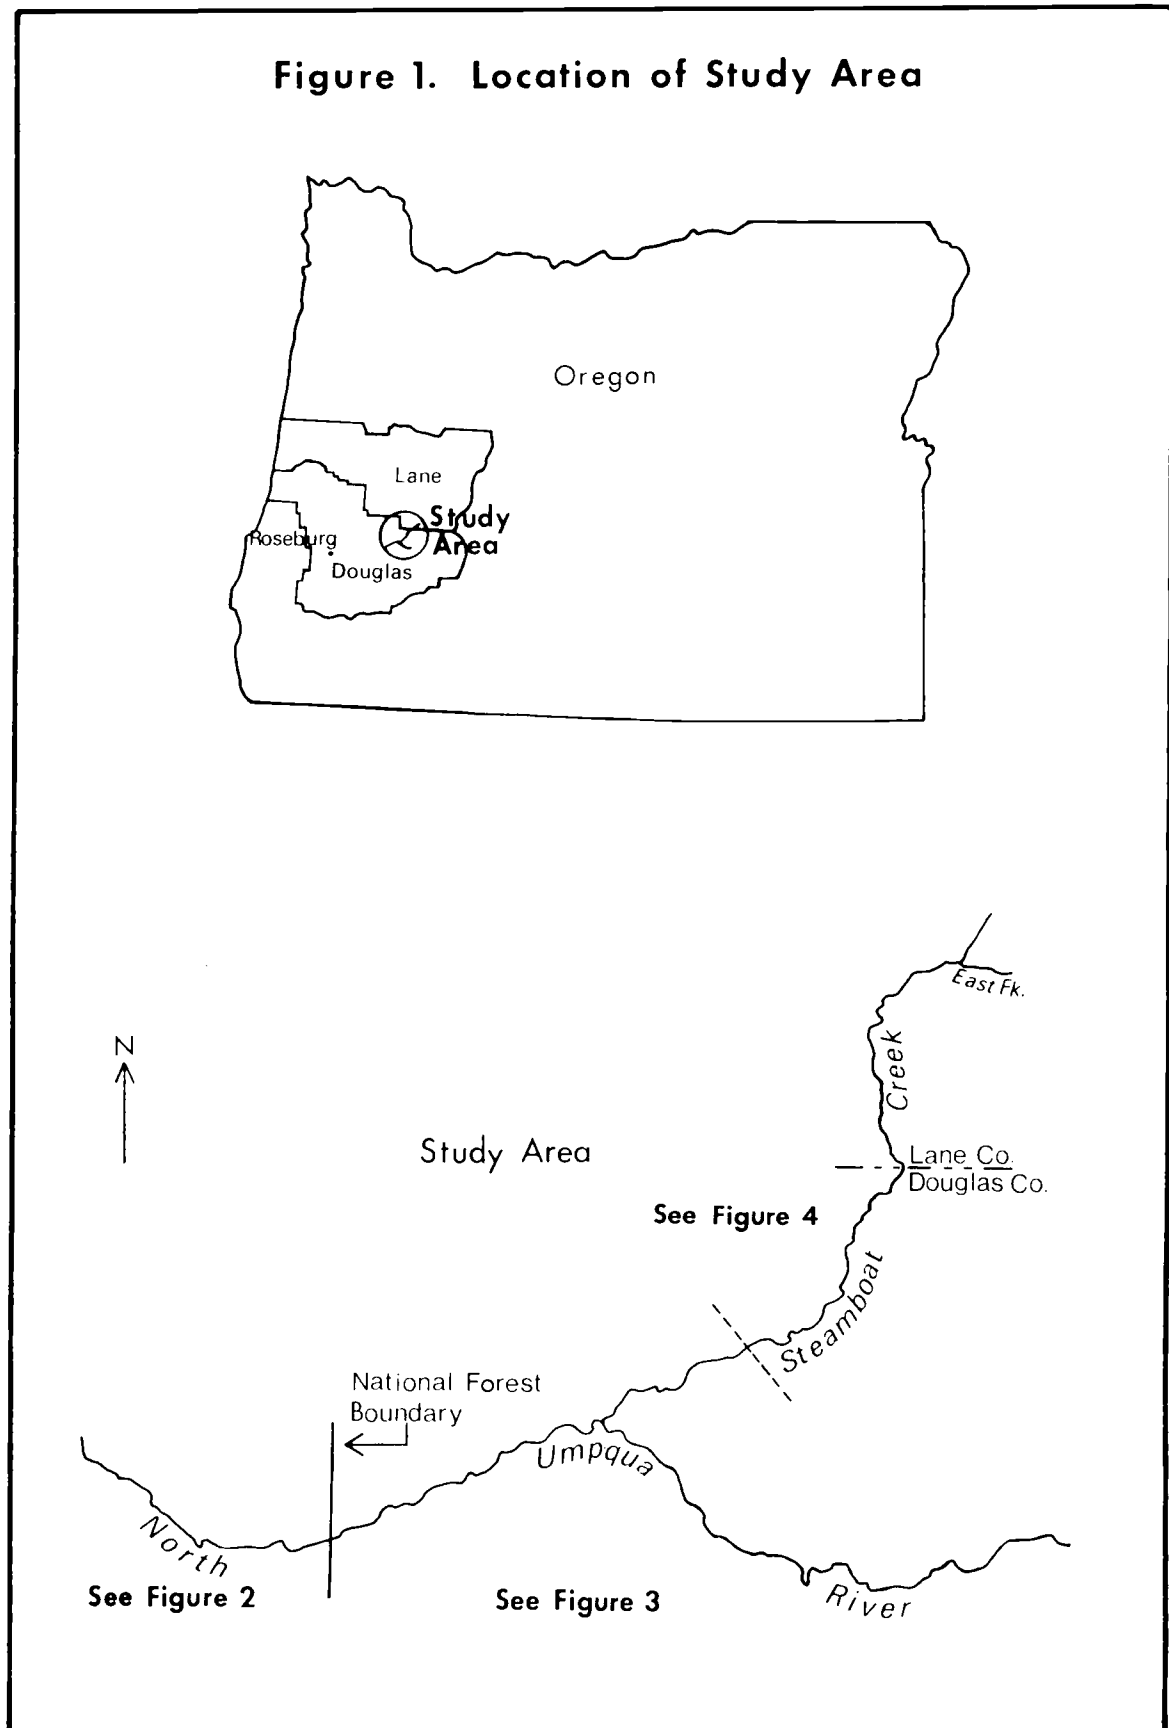 Figure 1. Location of Study Area
Oregon
Lane
Study
Area
Roseburg
Douglas
East Fk.
N
Creek
Study Area
Lane Co.
Douglas Co.
See Figure 4
Steamboat
National Forest
Boundary
Umpqua
North
River
See Figure 2
See Figure 3